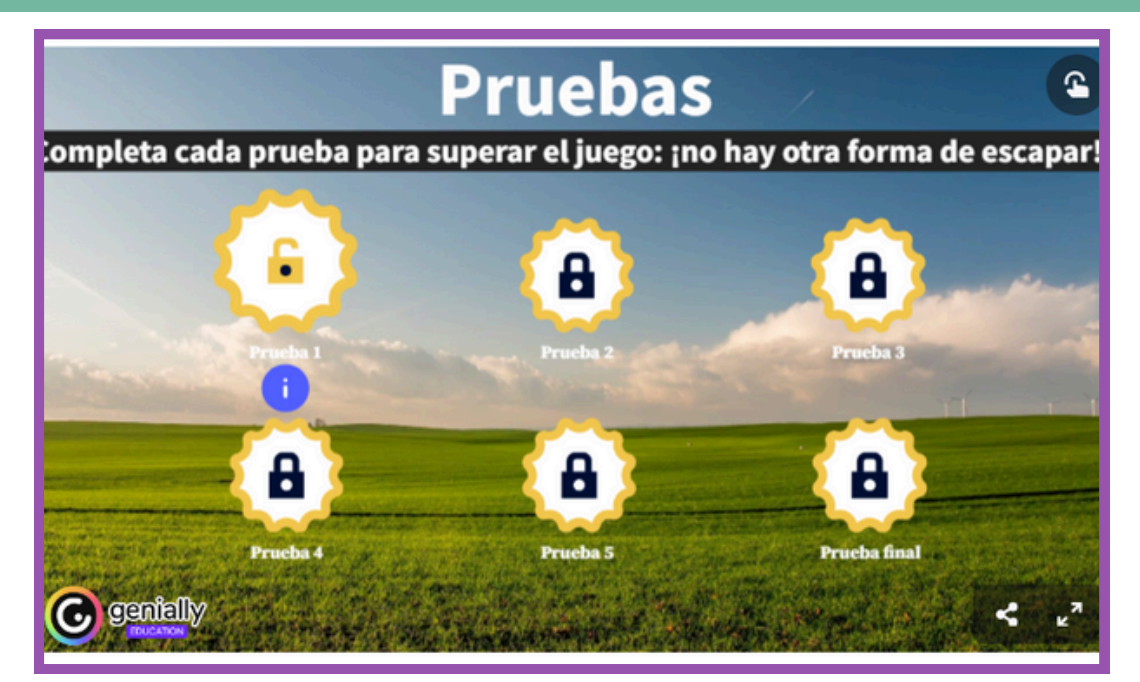 Pruebas
Completa cada prueba para superar el juego: ¡no hay otra forma de escapar!
Prueba 1
Prueba 2
Prueba 3
i
Prueba 4
Prueba 5
Prueba final
genially
EDUCATION